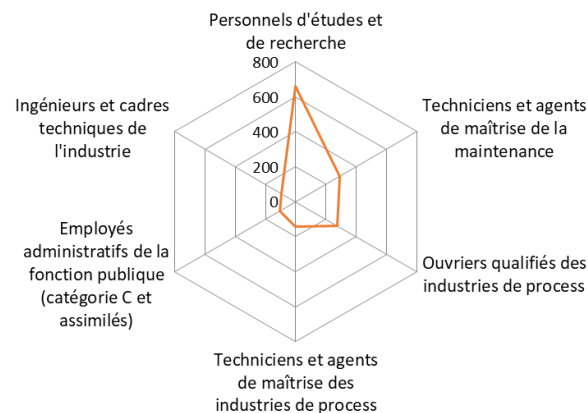 Personnels d'études et
de recherche
800
600
400
200
0
Techniciens et agents
de maîtrise de la
maintenance
Ouvriers qualifiés des
industries de process
Techniciens et agents
de maîtrise des
industries de process
Employés
administratifs de la
fonction publique
(catégorie C et
assimilés)
Ingénieurs et cadres
techniques de
l'industrie